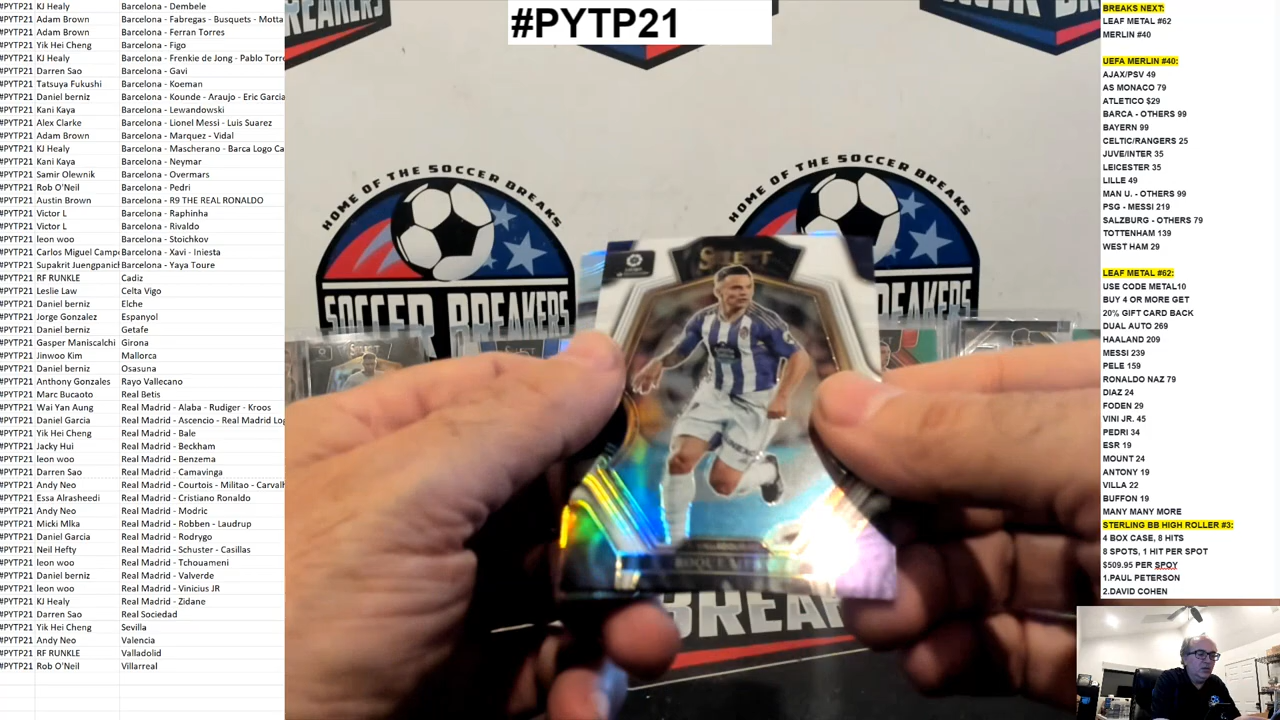 #PYTP21
#PYTP21 KJ Healy Barcelona - Dembele
#PYTP21 Adam Brown Barcelona - Fabregas - Busquets - Motta
#PYTP21 Adam Brown Barcelona - Ferran Torres
#PYTP21 Yik Hei Cheng Barcelona - Figo
#PYTP21 KJ Healy Barcelona - Frenkie de Jong - Pablo Torre
#PYTP21 Darren Sao Barcelona - Gavi
#PYTP21 Tatsuya Fukushi Barcelona - Koeman
#PYTP21 Daniel berniz Barcelona - Kounde - Araujo - Eric Garcia
#PYTP21 Kani Kaya Barcelona - Lewandowski
#PYTP21 Alex Clarke Barcelona - Lionel Messi - Luis Suarez
#PYTP21 Adam Brown Barcelona - Marquez - Vidal
#PYTP21 KJ Healy Barcelona - Mascherano - Barca Logo Ca
#PYTP21 Kani Kaya Barcelona - Neymar
#PYTP21 Samir Olewnik Barcelona - Overmars
#PYTP21 Rob O'Neil Barcelona - Pedri
#PYTP21 Austin Brown Barcelona - R9 THE REAL RONALDO
#PYTP21 Victor L Barcelona - Raphinha
#PYTP21 Victor L Barcelona - Rivaldo
#PYTP21 leon woo Barcelona - Stoichkov
#PYTP21 Carlos Miguel Campo Barcelona - Xavi - Iniesta
#PYTP21 Supakrit Juengpanich Barcelona - Yaya Toure
#PYTP21 RF RUNKLE Cadiz
#PYTP21 Leslie Law Celta Vigo
#PYTP21 Daniel berniz Elche
#PYTP21 Jorge Gonzalez Espanyol
#PYTP21 Daniel berniz Getafe
#PYTP21 Gasper Maniscalchi Girona
#PYTP21 Jinwoo Kim Mallorca
#PYTP21 Daniel berniz Osasuna
#PYTP21 Anthony Gonzales Rayo Vallecano
#PYTP21 Marc Bucaoto Real Betis
#PYTP21 Wai Yan Aung Real Madrid - Alaba - Rudiger - Kroos
#PYTP21 Daniel Garcia Real Madrid - Ascencio - Real Madrid Log
#PYTP21 Yik Hei Cheng Real Madrid - Bale
#PYTP21 Jacky Hui Real Madrid - Beckham
#PYTP21 leon woo Real Madrid - Benzema
#PYTP21 Darren Sao Real Madrid - Camavinga
#PYTP21 Andy Neo Real Madrid - Courtois - Militao - Carvalh
#PYTP21 Essa Alrasheedi Real Madrid - Cristiano Ronaldo
#PYTP21 Andy Neo Real Madrid - Modric
#PYTP21 Micki Mlka Real Madrid - Robben - Laudrup
#PYTP21 Daniel Garcia Real Madrid - Rodrygo
#PYTP21 Neil Hefty Real Madrid - Schuster - Casillas
#PYTP21 leon woo Real Madrid - Tchouameni
#PYTP21 Daniel berniz Real Madrid - Valverde
#PYTP21 leon woo Real Madrid - Vinicius JR
#PYTP21 KJ Healy Real Madrid - Zidane
#PYTP21 Darren Sao Real Sociedad
#PYTP21 Yik Hei Cheng Sevilla
#PYTP21 Andy Neo Valencia
#PYTP21 RF RUNKLE Valladolid
#PYTP21 Rob O'Neil Villarreal
BREAKERS
HOME OF THE SOCCER BREAKS
SOCCER BREAKERS
HOME OF THE SOCCER BREAKS
BREAKERS
SELECT
BREAKER
BREAKS NEXT:
LEAF METAL #62
MERLIN #40
UEFA MERLIN #40:
AJAX/PSV 49
AS MONACO 79
ATLETICO $29
BARCA - OTHERS 99
BAYERN 99
CELTIC/RANGERS 25
JUVE/INTER 35
LEICESTER 35
LILLE 49
MAN U. - OTHERS 99
PSG - MESSI 219
SALZBURG - OTHERS 79
TOTTENHAM 139
WEST HAM 29
LEAF METAL #62:
USE CODE METAL10
BUY 4 OR MORE GET
20% GIFT CARD BACK
DUAL AUTO 269
HAALAND 209
MESSI 239
PELE 159
RONALDO NAZ 79
DIAZ 24
FODEN 29
VINI JR. 45
PEDRI 34
ESR 19
MOUNT 24
ANTONY 19
VILLA 22
BUFFON 19
MANY MANY MORE
STERLING BB HIGH ROLLER #3:
4 BOX CASE, 8 HITS
8 SPOTS, 1 HIT PER SPOT
$509.95 PER SPOY
1.PAUL PETERSON
2.DAVID COHEN